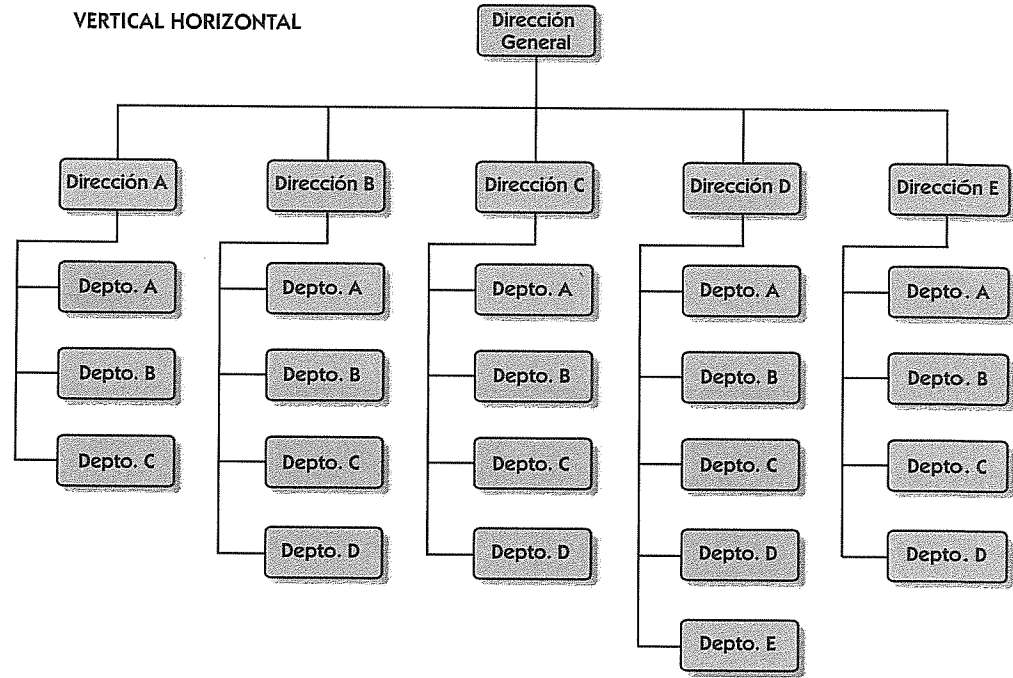 VERTICAL HORIZONTAL
Dirección
General
Dirección A
Dirección B
Dirección C
Dirección D
Dirección E
Depto. A
Depto. A
Depto. A
Depto. A
Depto. A
Depto. B
Depto. B
Depto. B
Depto. B
Depto. B
Depto. C
Depto. C
Depto. C
Depto. C
Depto. C
Depto. D
Depto. D
Depto. D
Depto. D
Depto. E